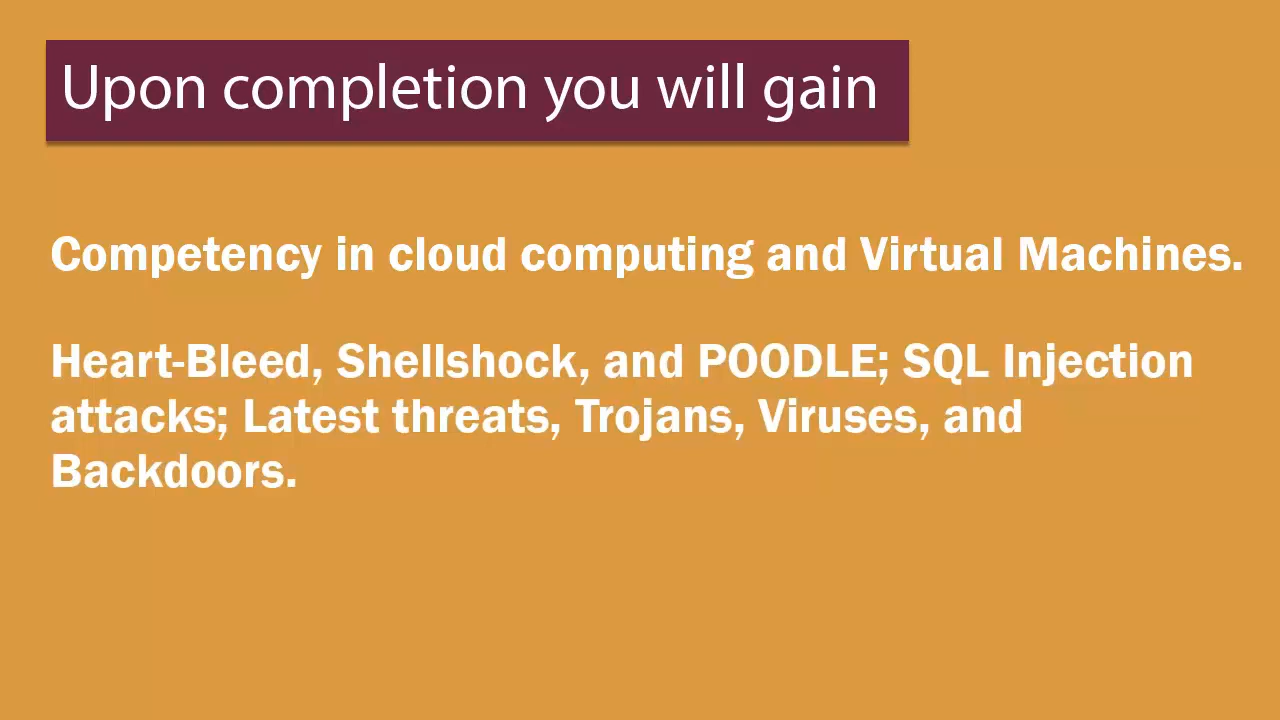 Upon completion you will gain
Competency in cloud computing and Virtual Machines.
Heart-Bleed, Shellshock, and POODLE; SQL Injection
attacks; Latest threats, Trojans, Viruses, and
Backdoors.